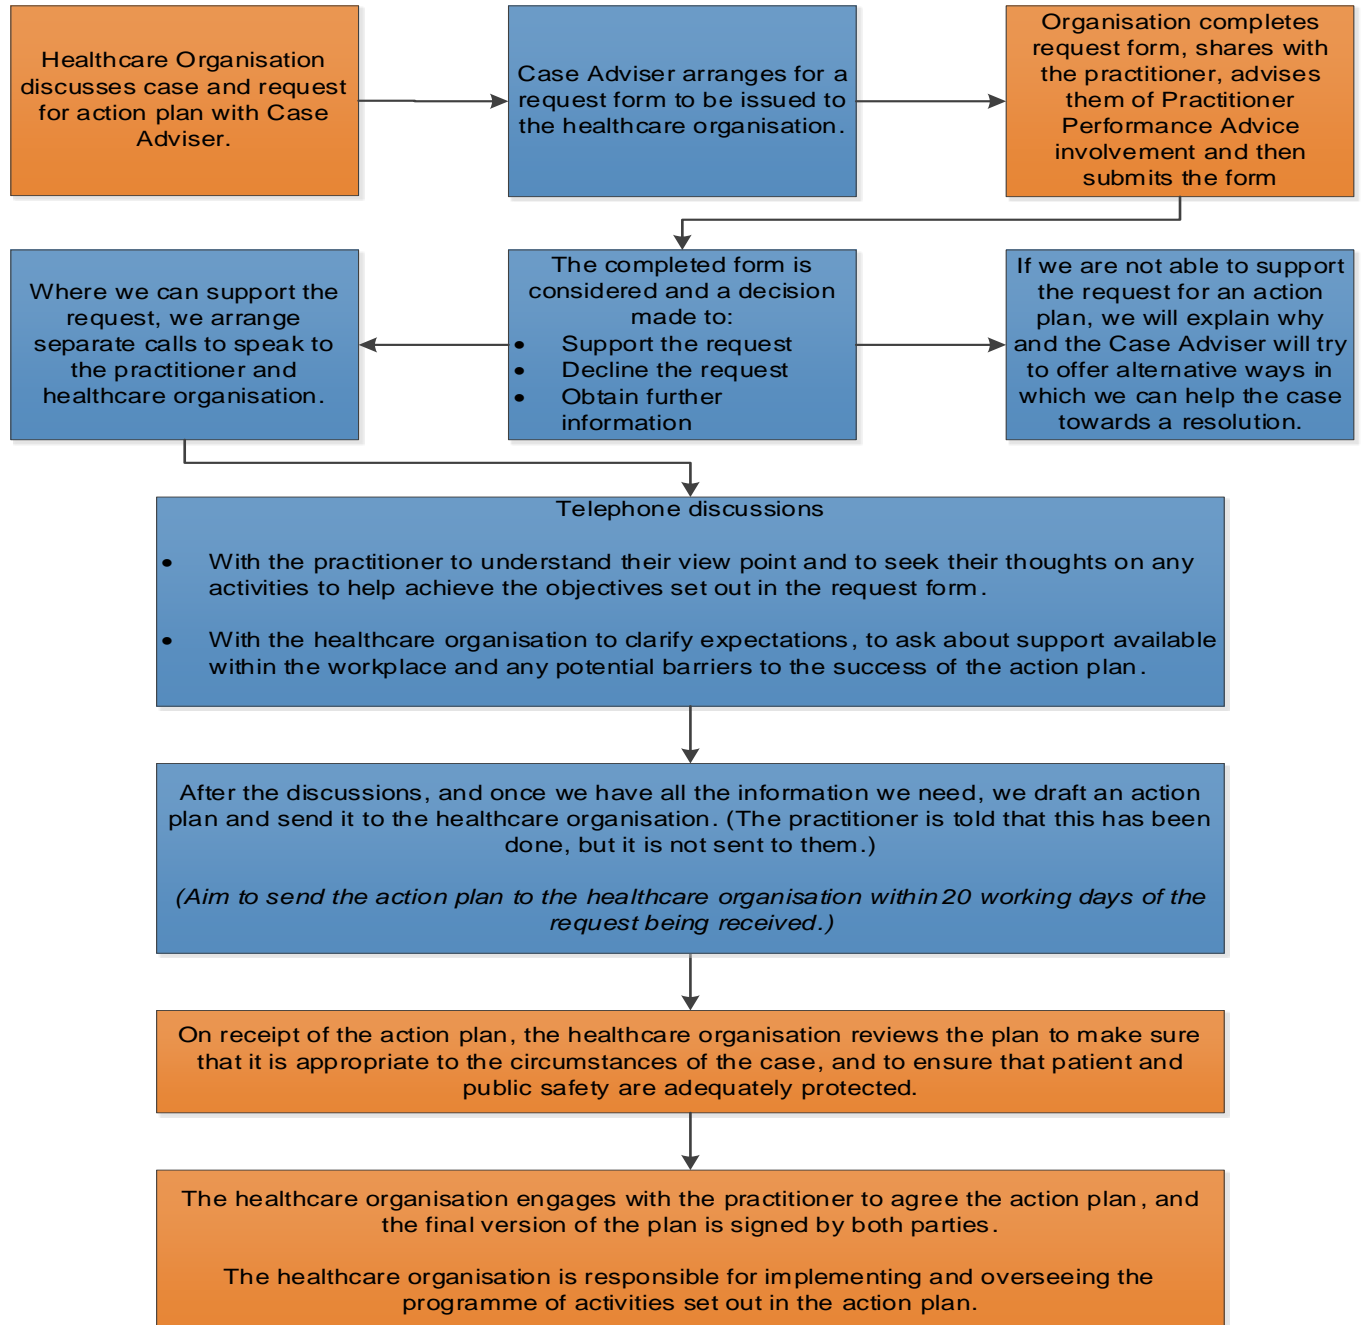 Healthcare Organisation
discusses case and request
for action plan with Case
Adviser.
Case Adviser arranges for a
request form to be issued to
the healthcare organisation.
Organisation completes
request form, shares with
the practitioner, advises
them of Practitioner
Performance Advice
involvement and then
submits the form
Where we can support the
request, we arrange
separate calls to speak to
the practitioner and
healthcare organisation.
The completed form is
considered and a decision
made to:
• Support the request
• Decline the request
• Obtain further
information
If we are not able to support
the request for an action
plan, we will explain why
and the Case Adviser will try
to offer alternative ways in
which we can help the case
towards a resolution.
Telephone discussions
• With the practitioner to understand their view point and to seek their thoughts on any
activities to help achieve the objectives set out in the request form.
• With the healthcare organisation to clarify expectations, to ask about support available
within the workplace and any potential barriers to the success of the action plan.
After the discussions, and once we have all the information we need, we draft an action
plan and send it to the healthcare organisation. (The practitioner is told that this has been
done, but it is not sent to them.)
(Aim to send the action plan to the healthcare organisation within 20 working days of the
request being received.)
On receipt of the action plan, the healthcare organisation reviews the plan to make sure
that it is appropriate to the circumstances of the case, and to ensure that patient and
public safety are adequately protected.
The healthcare organisation engages with the practitioner to agree the action plan, and
the final version of the plan is signed by both parties.
The healthcare organisation is responsible for implementing and overseeing the
programme of activities set out in the action plan.